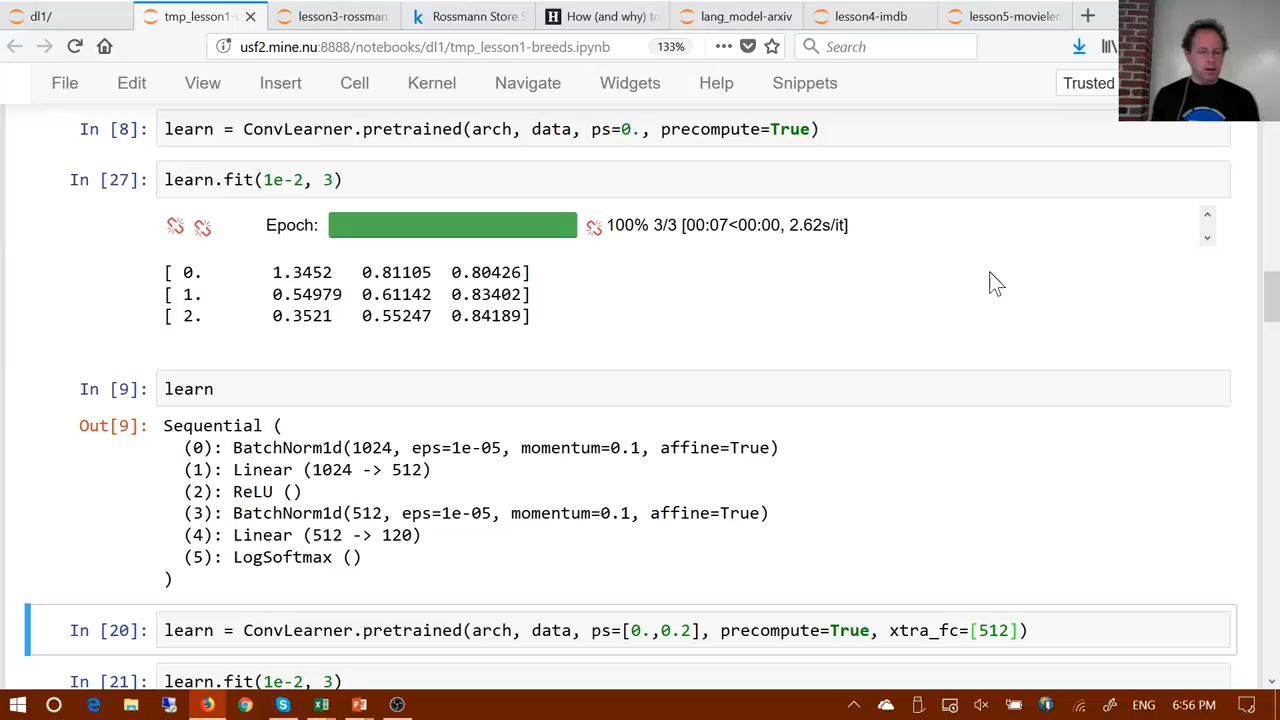 dl1/ tmp_lesson1- lesson3-rossman Rossmann Store S How (and why) to lang_model-arxiv lesson4-imdb lesson5-movielen
usf2.mine.nu:8888/notebooks/dl1/tmp_lesson1-breeds.ipynb 133% Search
File Edit View Insert Cell Kernel Navigate Widgets Help Snippets Trusted
In [8]: learn = ConvLearner.pretrained(arch, data, ps=0., precompute=True)
In [27]: learn.fit(1e-2, 3)
Epoch: 100% 3/3 [00:07<00:00, 2.62s/it]
[ 0. 1.3452 0.81105 0.80426]
[ 1. 0.54979 0.61142 0.83402]
[ 2. 0.3521 0.55247 0.84189]
In [9]: learn
Out[9]: Sequential (
(0): BatchNorm1d(1024, eps=1e-05, momentum=0.1, affine=True)
(1): Linear (1024 -> 512)
(2): ReLU ()
(3): BatchNorm1d(512, eps=1e-05, momentum=0.1, affine=True)
(4): Linear (512 -> 120)
(5): LogSoftmax ()
)
In [20]: learn = ConvLearner.pretrained(arch, data, ps=[0.,0.2], precompute=True, xtra_fc=[512])
In [21]: learn.fit(1e-2, 3)
ENG 6:56 PM